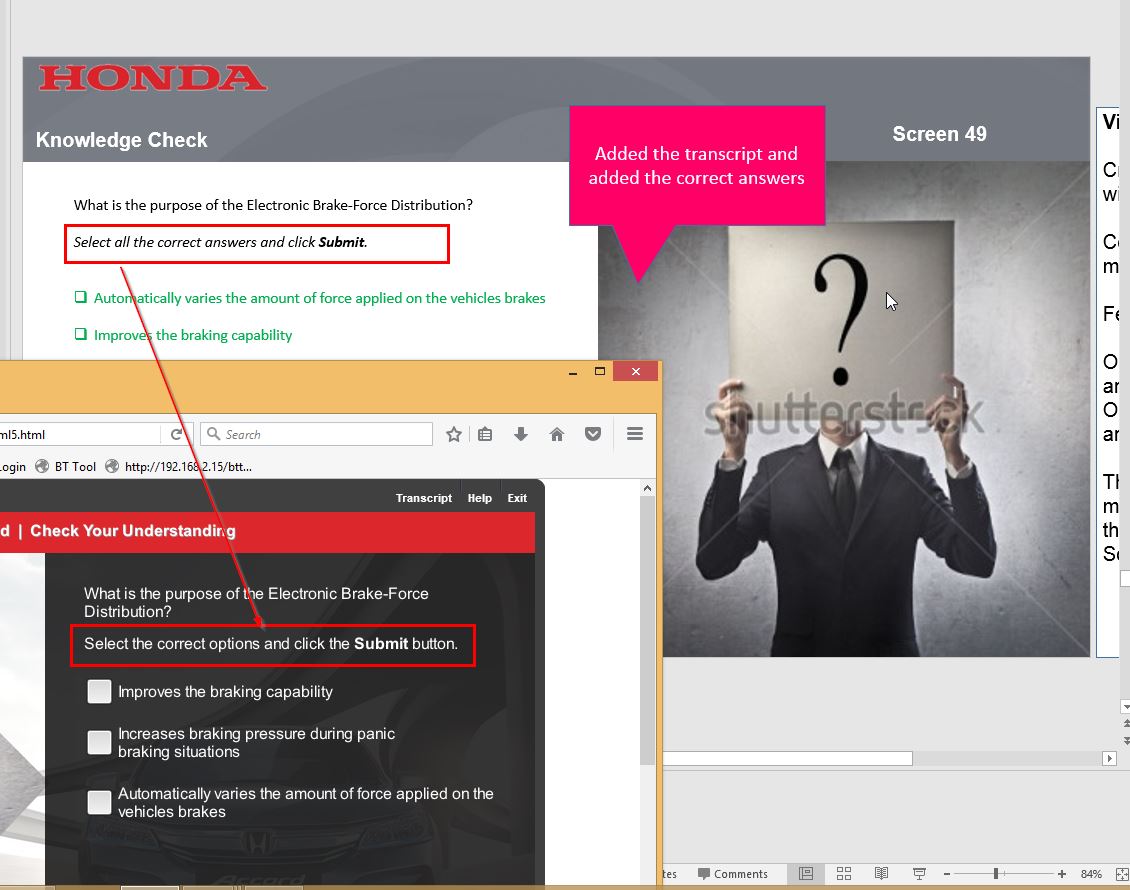 HONDA
Knowledge Check
Screen 49
Added the transcript and
added the correct answers
What is the purpose of the Electronic Brake-Force Distribution?
Select all the correct answers and click Submit.
Automatically varies the amount of force applied on the vehicles brakes
Improves the braking capability
?
shutterstock
ml5.html
Search
Login
BT Tool
http://192.168.2.15/btt...
Transcript Help Exit
d | Check Your Understanding
What is the purpose of the Electronic Brake-Force
Distribution?
Select the correct options and click the Submit button.
Improves the braking capability
Increases braking pressure during panic
braking situations
Automatically varies the amount of force applied on the
vehicles brakes
Accord
Vi
Cr
wi
Co
m
Fe
O
ar
O
ar
Th
m
th
Sc
tes
Comments
84%